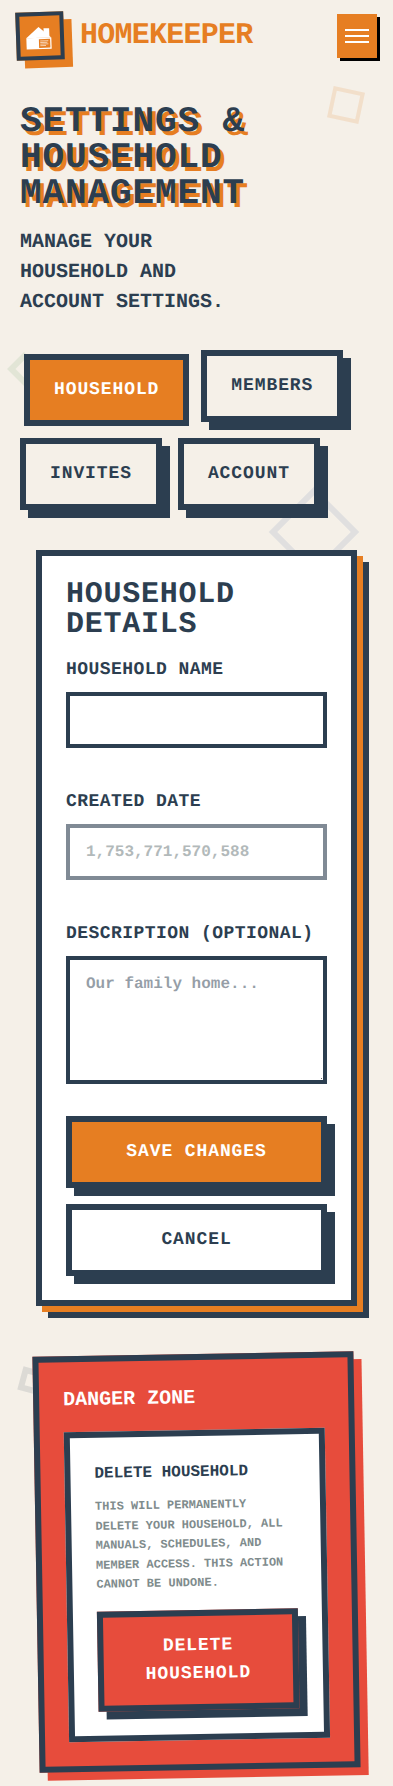 HOMEKEEPER
SETTINGS &
HOUSEHOLD
MANAGEMENT
MANAGE YOUR
HOUSEHOLD AND
ACCOUNT SETTINGS.
HOUSEHOLD
MEMBERS
INVITES
ACCOUNT
HOUSEHOLD
DETAILS
HOUSEHOLD NAME
CREATED DATE
1,753,771,570,588
DESCRIPTION (OPTIONAL)
Our family home...
SAVE CHANGES
CANCEL
DANGER ZONE
DELETE HOUSEHOLD
THIS WILL PERMANENTLY
DELETE YOUR HOUSEHOLD, ALL
MANUALS, SCHEDULES, AND
MEMBER ACCESS. THIS ACTION
CANNOT BE UNDONE.
DELETE
HOUSEHOLD